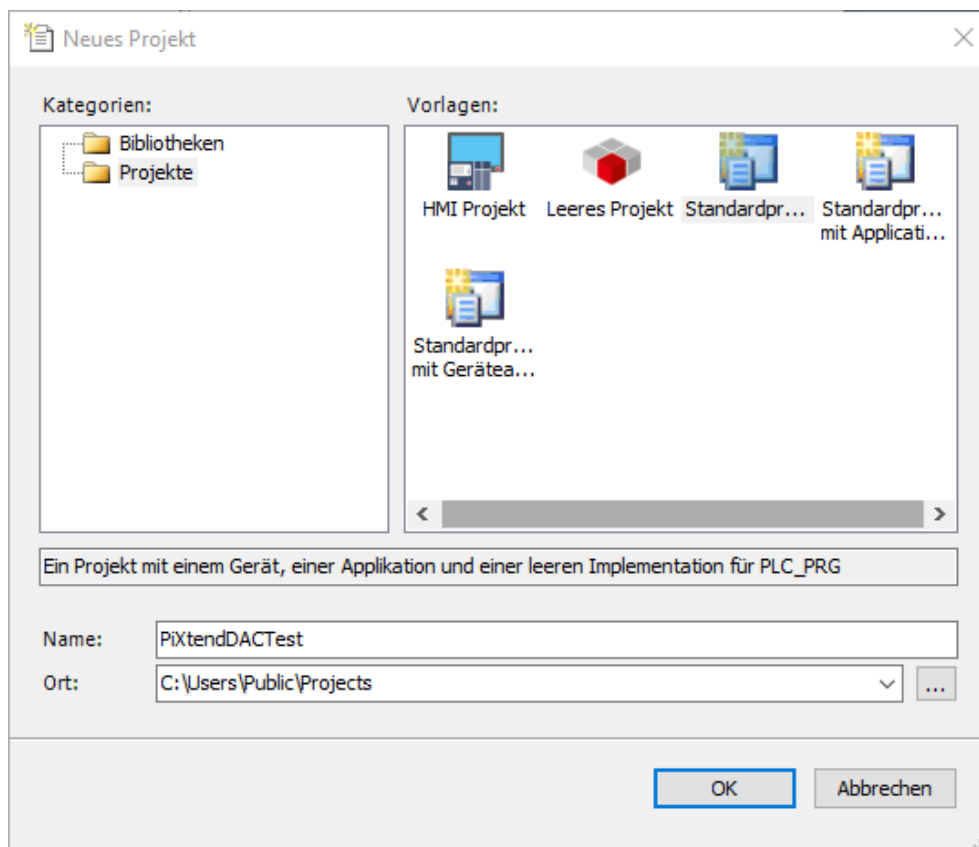 Neues Projekt
Kategorien:
Vorlagen:
Bibliotheken
Projekte
HMI Projekt
Leeres Projekt
Standardpr...
Standardpr...
mit Applicati...
Standardpr...
mit Gerätea...
Ein Projekt mit einem Gerät, einer Applikation und einer leeren Implementation für PLC_PRG
Name:
PiXtendDACTest
Ort:
C:\Users\Public\Projects
...
OK
Abbrechen